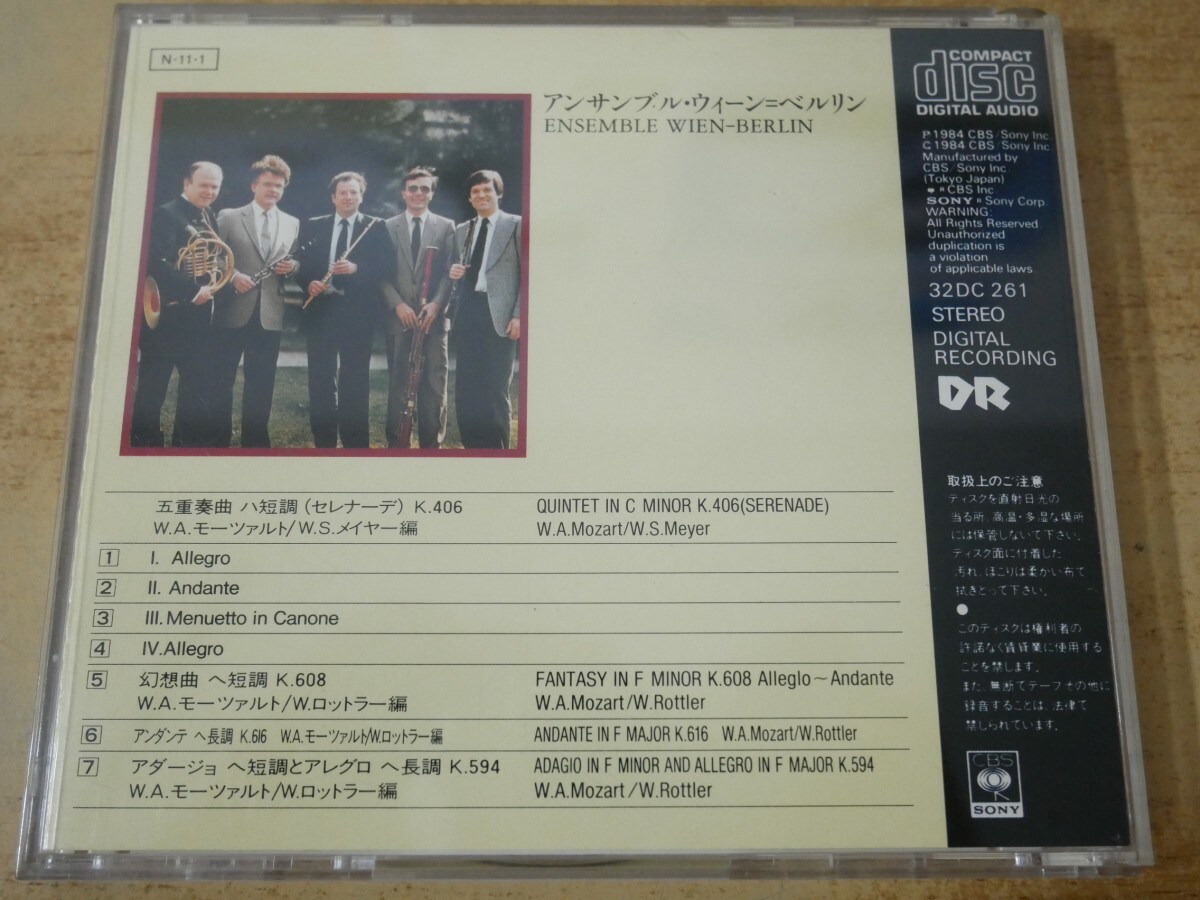 N-11-1
アンサンブル・ウィーン=ベルリン
ENSEMBLE WIEN-BERLIN
五重奏曲 ハ短調 (セレナーデ) K.406
QUINTET IN C MINOR K.406(SERENADE)
W.A.モーツァルト/W.S.メイヤー編
W.A.Mozart/W.S.Meyer
1 I. Allegro
2 II. Andante
3 III. Menuetto in Canone
4 IV. Allegro
5 幻想曲 ヘ短調 K.608
FANTASY IN F MINOR K.608 Alleglo~Andante
W.A.モーツァルト/W.ロットラー編
W.A.Mozart/W.Rottler
6 アンダンテ ヘ長調 K.616 W.A.モーツァルト/W.ロットラー編
ANDANTE IN F MAJOR K.616 W.A.Mozart/W.Rottler
7 アダージョ ヘ短調とアレグロ ヘ長調 K.594
ADAGIO IN F MINOR AND ALLEGRO IN F MAJOR K.594
W.A.モーツァルト/W.ロットラー編
W.A.Mozart/W.Rottler
COMPACT
disc
DIGITAL AUDIO
℗1984 CBS/Sony Inc.
©1984 CBS/Sony Inc.
Manufactured by
CBS/Sony Inc.
(Tokyo Japan)
® CBS Inc.
SONY ® Sony Corp.
WARNING:
All Rights Reserved.
Unauthorized
duplication is
a violation
of applicable laws.
32DC 261
STEREO
DIGITAL
RECORDING
DR
取扱上のご注意
ディスクを直射日光の
当る所、高温・多湿な場所
には保管しないで下さい。
ディスク面に付着した
汚れ、ほこりは柔かい布で
拭きとって下さい。
●
このディスクは権利者の
許諾なく賃貸業に使用する
ことを禁じます。
また、無断でテープその他に
録音することは、法律で
禁じられています。
CBS
SONY